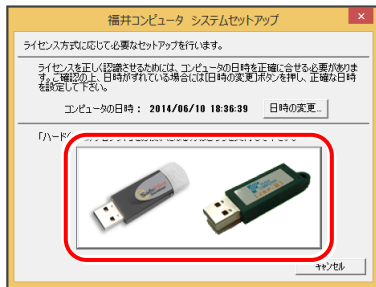 福井コンピュータ システムセットアップ
ライセンス方式に応じて必要なセットアップを行います。
ライセンスを正しく認識させるためには、コンピュータの日時を正確に合せる必要がありま
す。ご確認の上、日時がずれている場合には[日時の変更]ボタンを押し、正確な日時
を設定して下さい。
コンピュータの日時： 2014/06/10 18:36:39
日時の変更...
「ハード
キャンセル